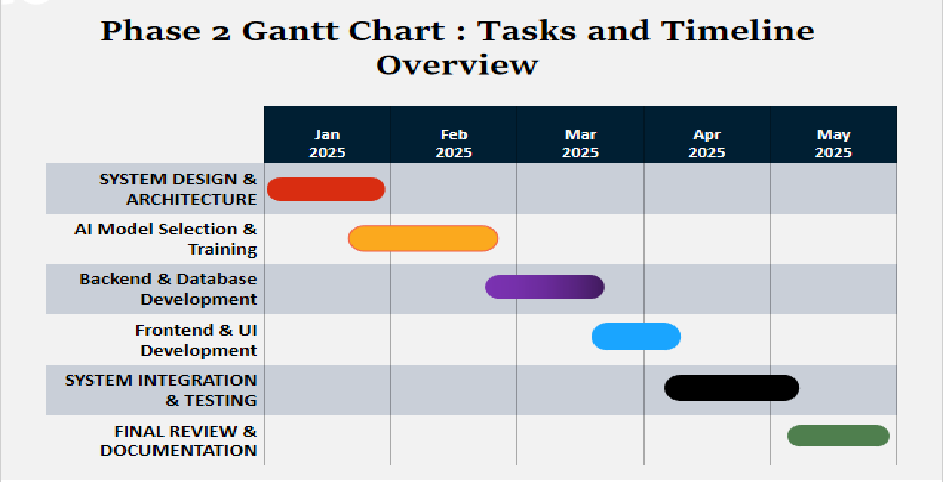 Phase 2 Gantt Chart : Tasks and Timeline
Overview
Jan
2025
Feb
2025
Mar
2025
Apr
2025
May
2025
SYSTEM DESIGN &
ARCHITECTURE
AI Model Selection &
Training
Backend & Database
Development
Frontend & UI
Development
SYSTEM INTEGRATION
& TESTING
FINAL REVIEW &
DOCUMENTATION